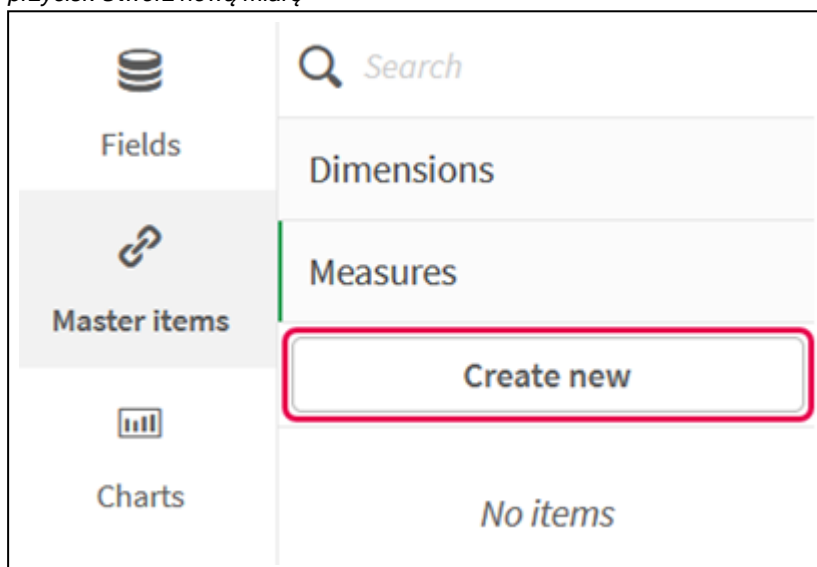 przycisk Utwórz nową miarę
Search
Fields
Dimensions
Measures
Master items
Create new
Charts
No items